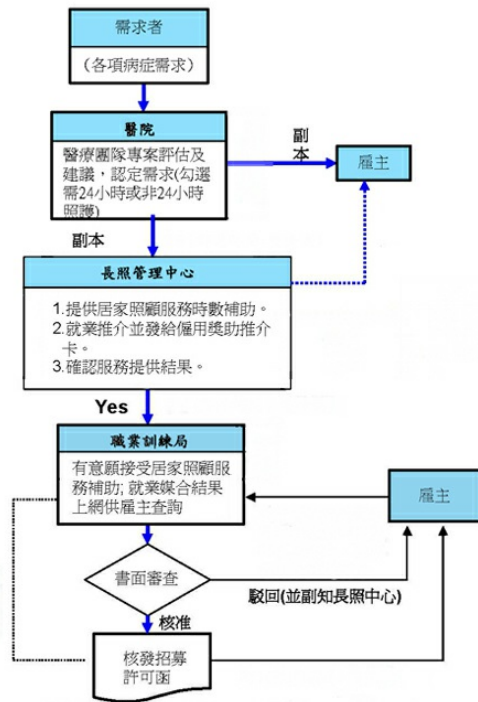 需求者
（各項病症需求）
醫院
醫療團隊專案評估及
建議，認定需求(勾選
需24小時或非24小時
照護)
副
本
雇主
副本
長照管理中心
1.提供居家照顧服務時數補助。
2.就業推介並發給僱用獎助推介
卡。
3.確認服務提供結果。
Yes
職業訓練局
有意願接受居家照顧服
務補助; 就業媒合結果
上網供雇主查詢
雇主
書面審查
駁回(並副知長照中心)
核准
核發招募
許可函